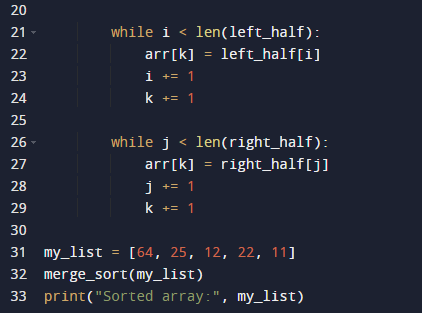 20
21 while i < len(left_half):
22 arr[k] = left_half[i]
23 i += 1
24 k += 1
25
26 while j < len(right_half):
27 arr[k] = right_half[j]
28 j += 1
29 k += 1
30
31 my_list = [64, 25, 12, 22, 11]
32 merge_sort(my_list)
33 print("Sorted array:", my_list)